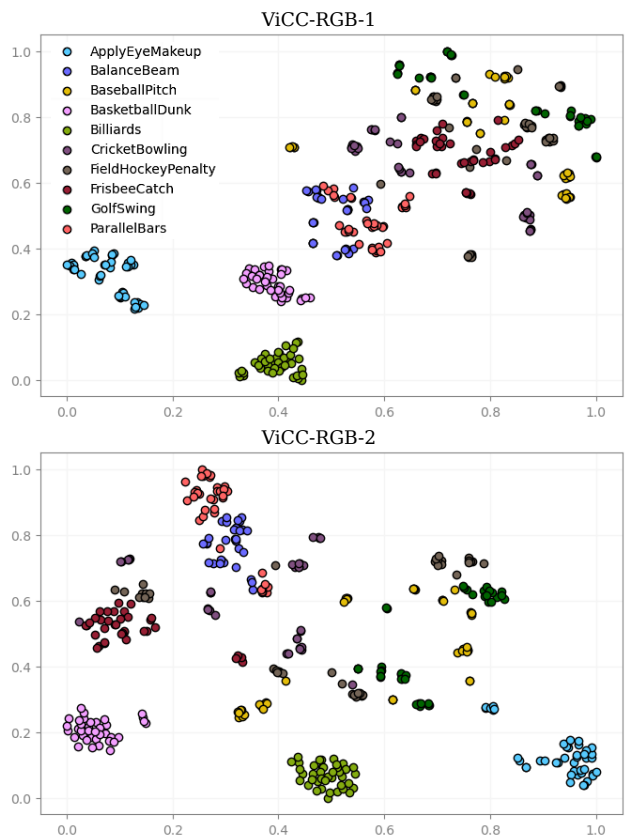 ViCC-RGB-1
1.0
0.8
0.6
0.4
0.2
0.0
ApplyEyeMakeup
BalanceBeam
BaseballPitch
BasketballDunk
Billiards
CricketBowling
FieldHockeyPenalty
FrisbeeCatch
GolfSwing
ParallelBars
0.0 0.2 0.4 0.6 0.8 1.0
ViCC-RGB-2
1.0
0.8
0.6
0.4
0.2
0.0
0.0 0.2 0.4 0.6 0.8 1.0